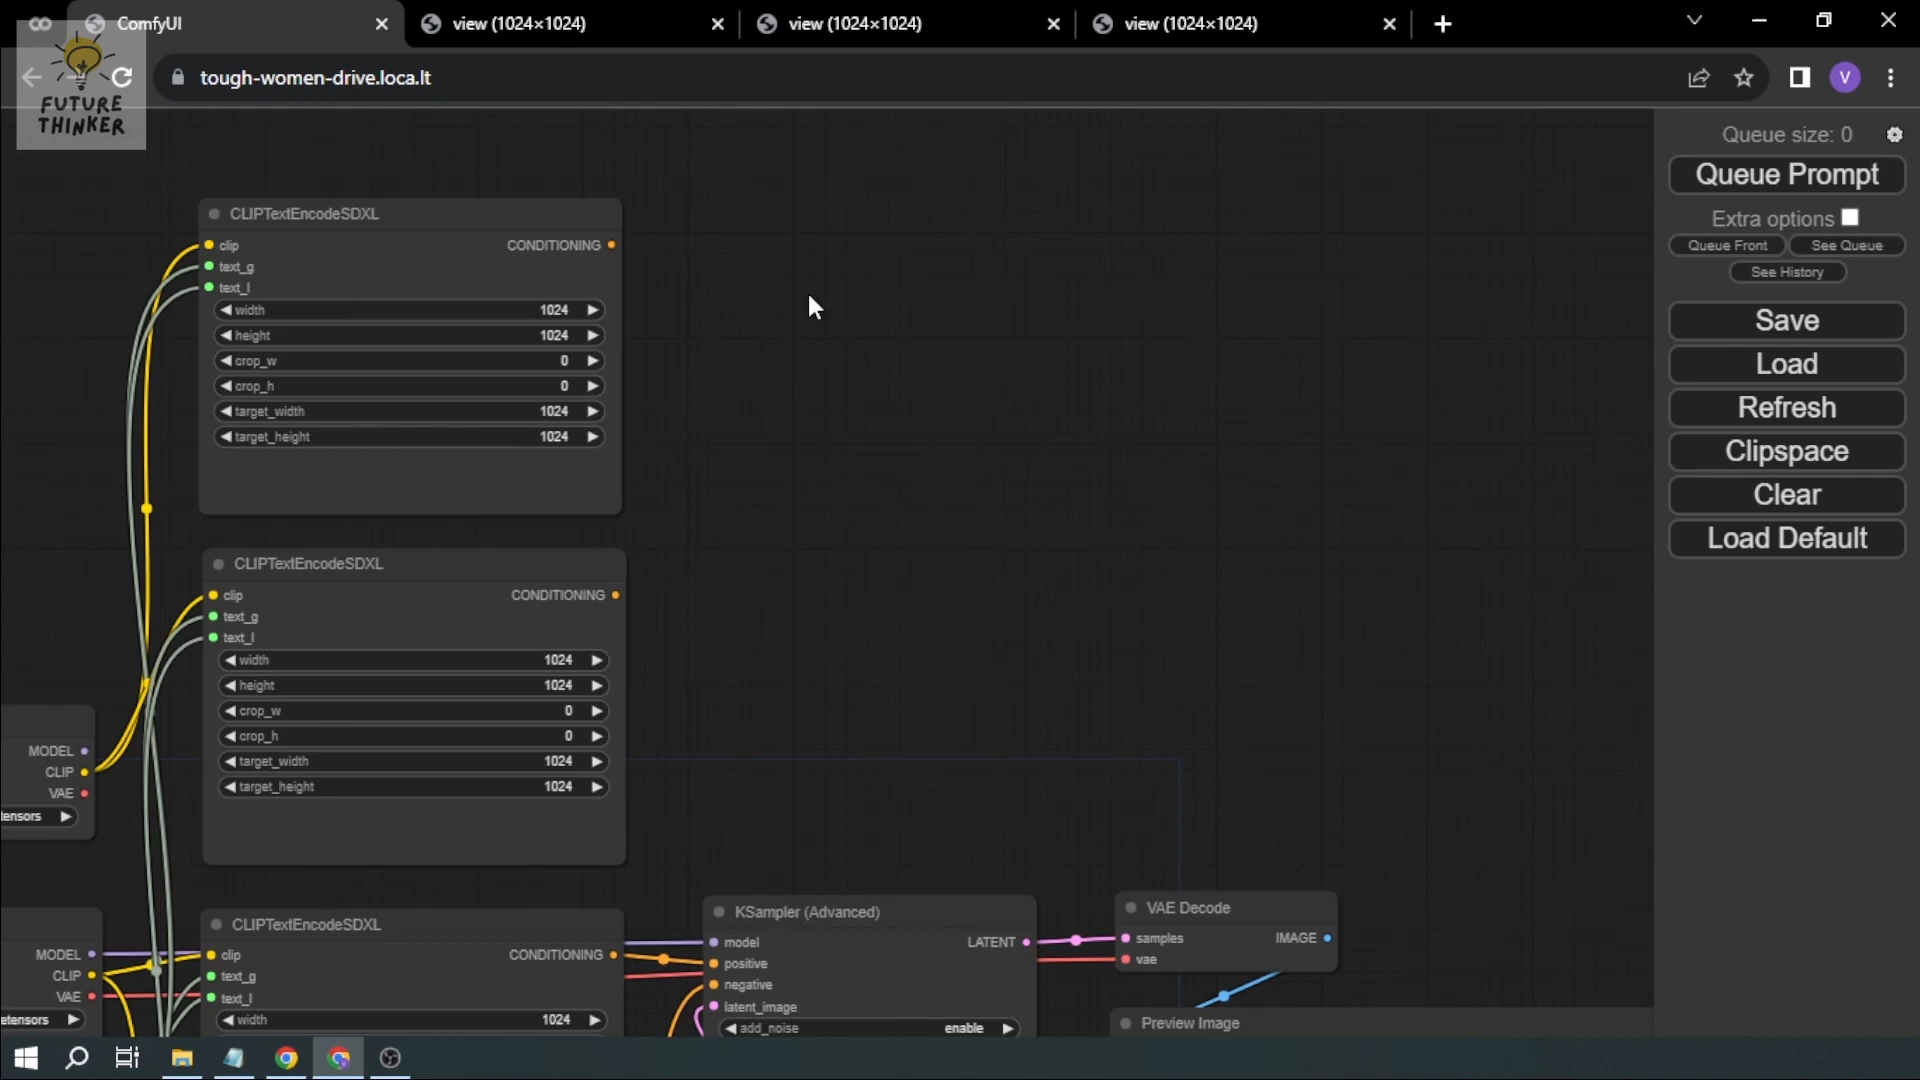 ComfyUI
view (1024×1024)
view (1024×1024)
view (1024×1024)
tough-women-drive.loca.lt
V
FUTURE
THINKER
Queue size: 0
Queue Prompt
Extra options
Queue Front
See Queue
See History
Save
Load
Refresh
Clipspace
Clear
Load Default
CLIPTextEncodeSDXL
clip
CONDITIONING
text_g
text_l
width 1024
height 1024
crop_w 0
crop_h 0
target_width 1024
target_height 1024
CLIPTextEncodeSDXL
clip
CONDITIONING
text_g
text_l
width 1024
height 1024
crop_w 0
crop_h 0
target_width 1024
target_height 1024
MODEL
CLIP
VAE
tensors
CLIPTextEncodeSDXL
MODEL
clip
CONDITIONING
CLIP
text_g
VAE
text_l
etensors
width 1024
KSampler (Advanced)
model
LATENT
positive
negative
latent_image
add_noise enable
VAE Decode
samples
IMAGE
vae
Preview Image